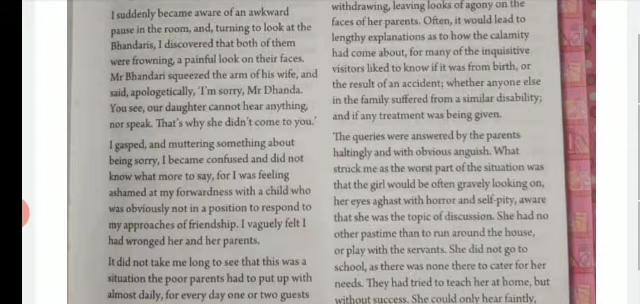 I suddenly became aware of an awkward
pause in the room, and, turning to look at the
Bhandaris, I discovered that both of them
were frowning, a painful look on their faces.
Mr Bhandari squeezed the arm of his wife, and
said, apologetically, 'I'm sorry, Mr Dhanda.
You see, our daughter cannot hear anything,
nor speak. That's why she didn't come to you.'
I gasped, and muttering something about
being sorry, I became confused and did not
know what more to say, for I was feeling
ashamed at my forwardness with a child who
was obviously not in a position to respond to
my approaches of friendship. I vaguely felt I
had wronged her and her parents.
It did not take me long to see that this was a
situation the poor parents had to put up with
almost daily, for every day one or two guests
withdrawing, leaving looks of agony on the
faces of her parents. Often, it would lead to
lengthy explanations as to how the calamity
had come about, for many of the inquisitive
visitors liked to know if it was from birth, or
the result of an accident; whether anyone else
in the family suffered from a similar disability;
and if any treatment was being given.
The queries were answered by the parents
haltingly and with obvious anguish. What
struck me as the worst part of the situation was
that the girl would be often gravely looking on,
her eyes aghast with horror and self-pity, aware
that she was the topic of discussion. She had no
other pastime than to run around the house,
or play with the servants. She did not go to
school, as there was none there to cater for her
needs. They had tried to teach her at home, but
without success. She could only hear faintly,